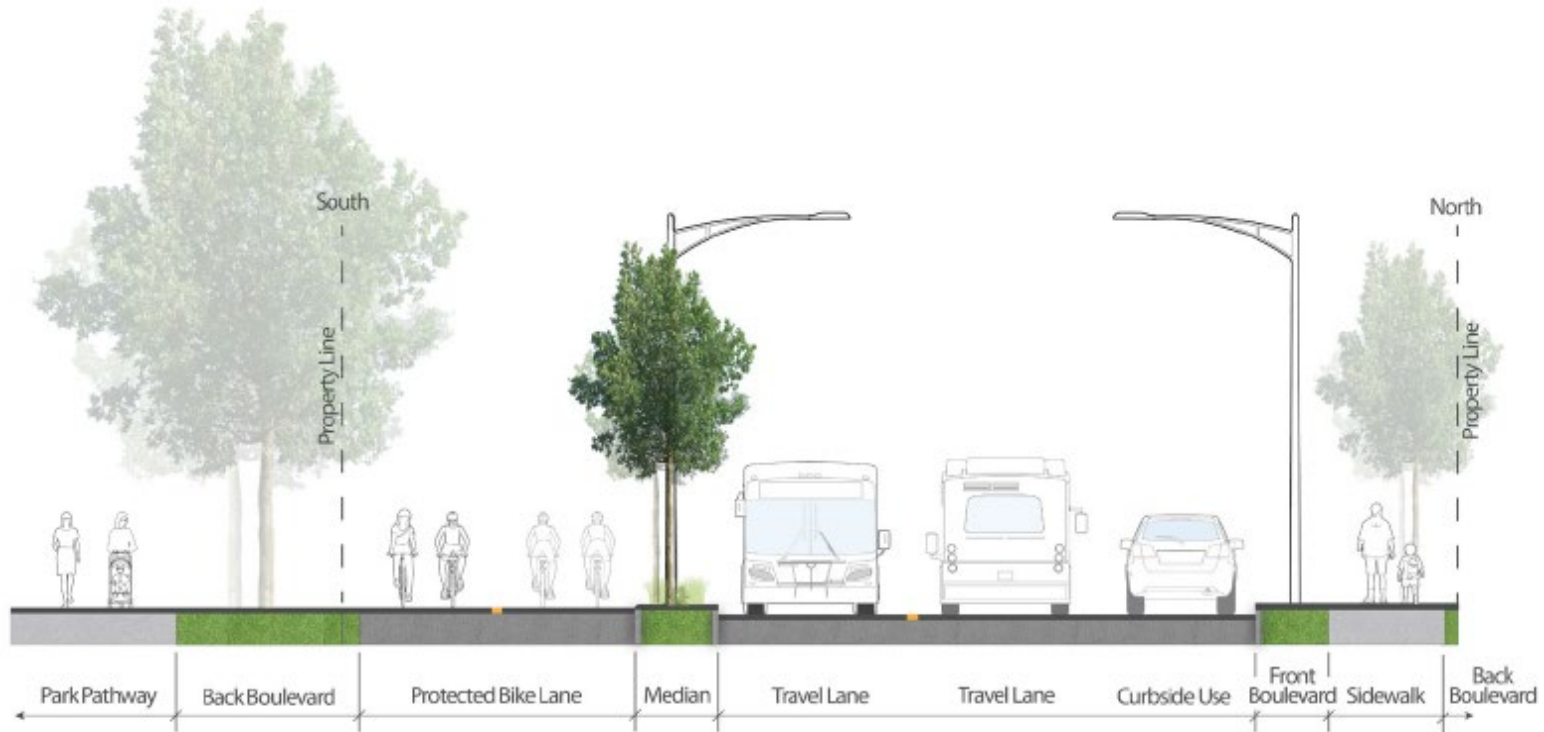 South
North
Property Line
Property Line
Park Pathway
Back Boulevard
Protected Bike Lane
Median
Travel Lane
Travel Lane
Curbside Use
Front
Boulevard
Sidewalk
Back
Boulevard